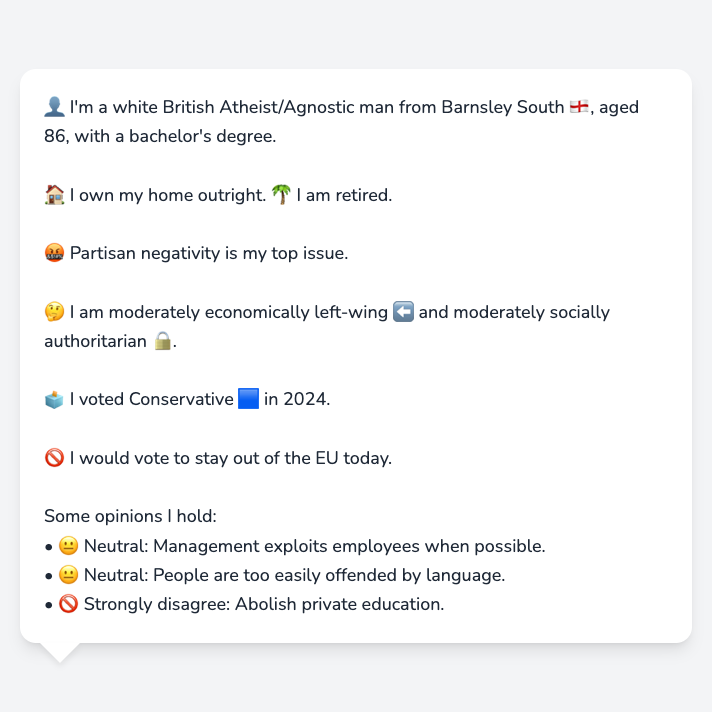 👤 I'm a white British Atheist/Agnostic man from Barnsley South 🏴󠁧󠁢󠁥󠁮󠁧󠁿, aged
86, with a bachelor's degree.
🏠 I own my home outright. 🌴 I am retired.
🤬 Partisan negativity is my top issue.
🤔 I am moderately economically left-wing ⬅️ and moderately socially
authoritarian 🔒.
🗳️ I voted Conservative 🟦 in 2024.
🚫 I would vote to stay out of the EU today.
Some opinions I hold:
• 😐 Neutral: Management exploits employees when possible.
• 😐 Neutral: People are too easily offended by language.
• 🚫 Strongly disagree: Abolish private education.